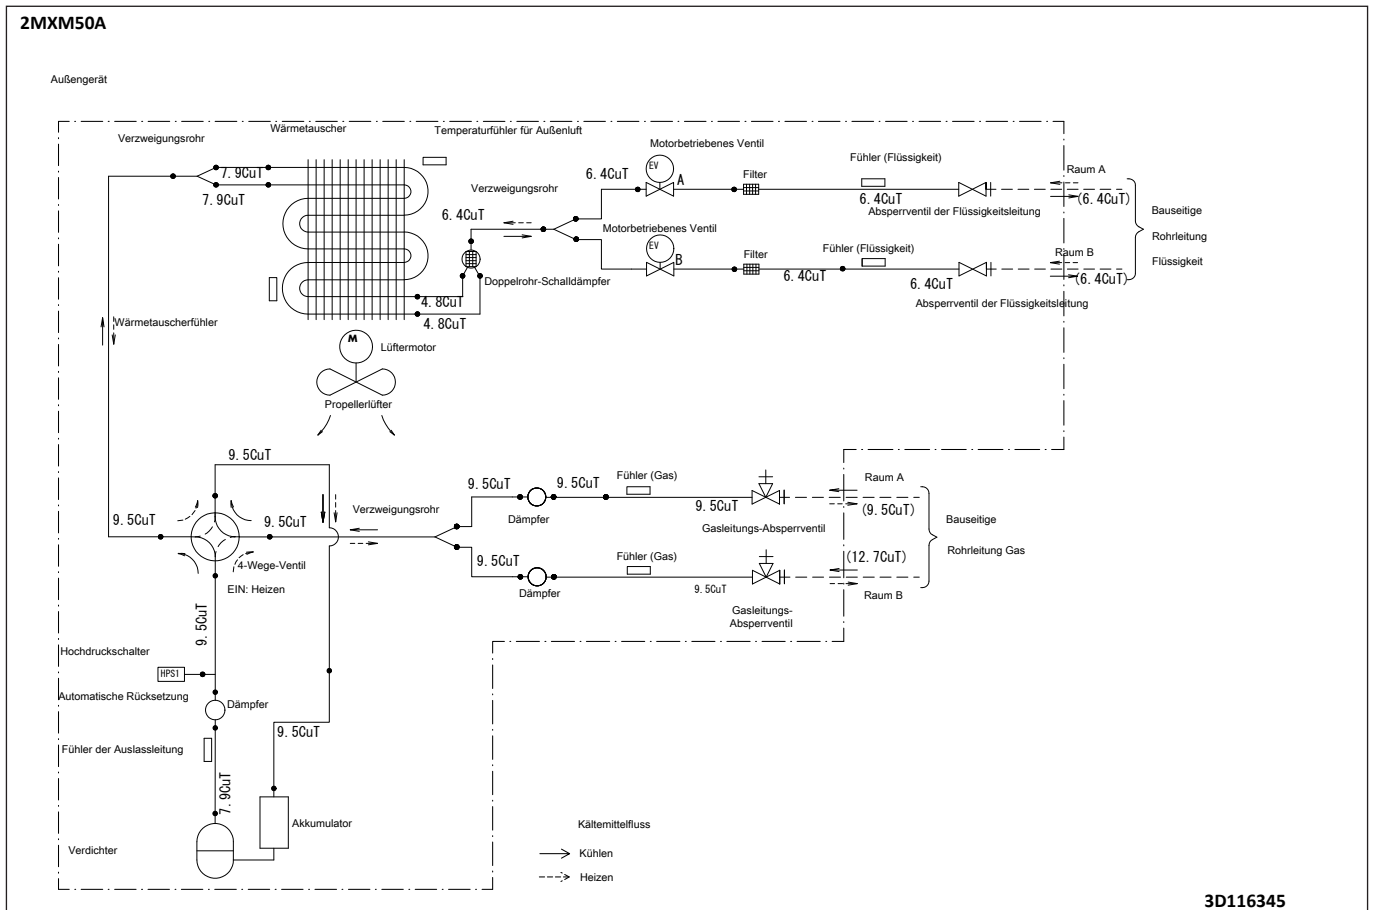 2MXM50A
Außengerät
Verzweigungsrohr
Wärmetauscher
Temperaturfühler für Außenluft
Motorbetriebenes Ventil
Fühler (Flüssigkeit)
Raum A
7.9CuT
7.9CuT
Verzweigungsrohr
6.4CuT
EV
A
Filter
6.4CuT
(6.4CuT)
Absperrventil der Flüssigkeitsleitung
Bauseitige
Rohrleitung
Flüssigkeit
6.4CuT
Motorbetriebenes Ventil
EV
B
Filter
Fühler (Flüssigkeit)
Raum B
6.4CuT
6.4CuT
(6.4CuT)
Doppelrohr-Schalldämpfer
Absperrventil der Flüssigkeitsleitung
4.8CuT
4.8CuT
Wärmetauscherfühler
M
Lüftermotor
Propellerlüfter
9.5CuT
9.5CuT
9.5CuT
Verzweigungsrohr
9.5CuT
9.5CuT
Fühler (Gas)
Raum A
Dämpfer
9.5CuT
(9.5CuT)
Gasleitungs-Absperrventil
Bauseitige
Rohrleitung Gas
4-Wege-Ventil
EIN: Heizen
9.5CuT
Fühler (Gas)
(12.7CuT)
Dämpfer
9.5CuT
Raum B
Gasleitungs-
Absperrventil
9.5CuT
Hochdruckschalter
HPS1
Automatische Rücksetzung
Dämpfer
9.5CuT
Fühler der Auslassleitung
7.9CuT
Akkumulator
Verdichter
Kältemittelfluss
Kühlen
Heizen
3D116345